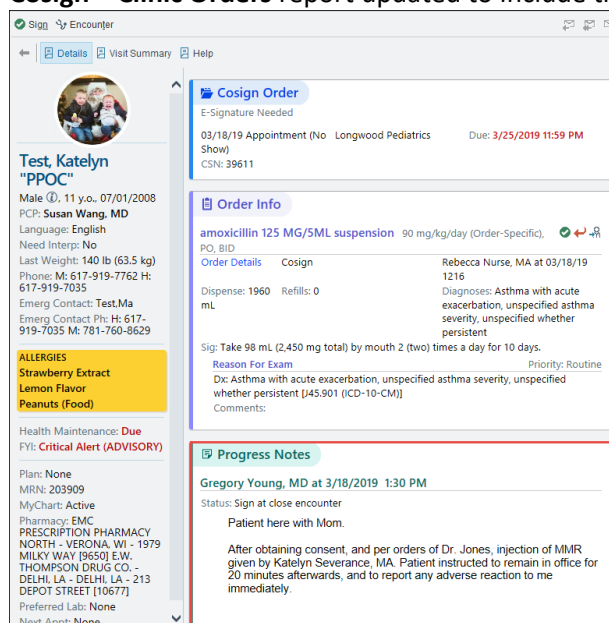 Cosign – Clinic Orders report updated to include t
Sign Encounter
Details Visit Summary Help
Test, Katelyn
"PPOC"
Male, 11 y.o., 07/01/2008
PCP: Susan Wang, MD
Language: English
Need Interp: No
Last Weight: 140 lb (63.5 kg)
Phone: M: 617-919-7762 H:
617-919-7035
Emerg Contact: Test,Ma
Emerg Contact Ph: H: 617-
919-7035 M: 781-760-8629
ALLERGIES
Strawberry Extract
Lemon Flavor
Peanuts (Food)
Health Maintenance: Due
FYI: Critical Alert (ADVISORY)
Plan: None
MRN: 203909
MyChart: Active
Pharmacy: EMC
PRESCRIPTION PHARMACY
NORTH - VERONA, WI - 1979
MILKY WAY [9650] E.W.
THOMPSON DRUG CO. -
DELHI, LA - DELHI, LA - 213
DEPOT STREET [10677]
Preferred Lab: None
Next Appt: None
Cosign Order
E-Signature Needed
03/18/19 Appointment (No Longwood Pediatrics Due: 3/25/2019 11:59 PM
Show)
CSN: 39611
Order Info
amoxicillin 125 MG/5ML suspension 90 mg/kg/day (Order-Specific),
PO, BID
Order Details Cosign Rebecca Nurse, MA at 03/18/19
1216
Dispense: 1960 Refills: 0 Diagnoses: Asthma with acute
mL exacerbation, unspecified asthma
severity, unspecified whether
persistent
Sig: Take 98 mL (2,450 mg total) by mouth 2 (two) times a day for 10 days.
Reason For Exam Priority: Routine
Dx: Asthma with acute exacerbation, unspecified asthma severity, unspecified
whether persistent [J45.901 (ICD-10-CM)]
Comments:
Progress Notes
Gregory Young, MD at 3/18/2019 1:30 PM
Status: Sign at close encounter
Patient here with Mom.
After obtaining consent, and per orders of Dr. Jones, injection of MMR
given by Katelyn Severance, MA. Patient instructed to remain in office for
20 minutes afterwards, and to report any adverse reaction to me
immediately.